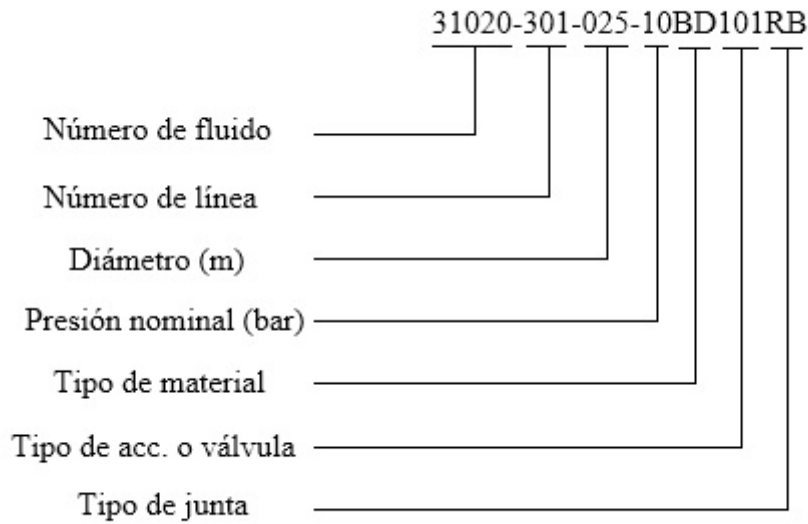 31020-301-025-10BD101RB
Número de fluido
Número de línea
Diámetro (m)
Presión nominal (bar)
Tipo de material
Tipo de acc. o válvula
Tipo de junta